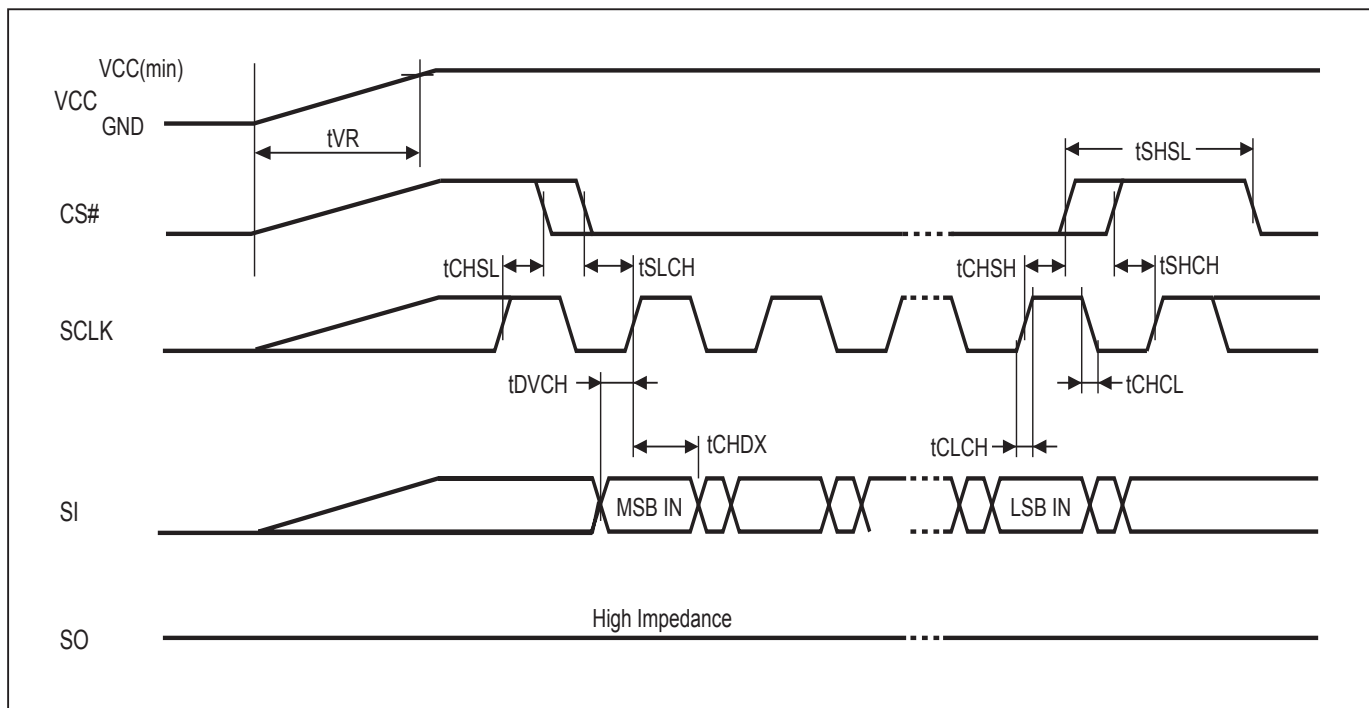 VCC(min)
VCC
GND
tVR
tSHSL
CS#
tCHSL
tSLCH
tCHSH
tSHCH
SCLK
tDVCH
tCHCL
tCHDX
tCLCH
SI
MSB IN
LSB IN
High Impedance
SO